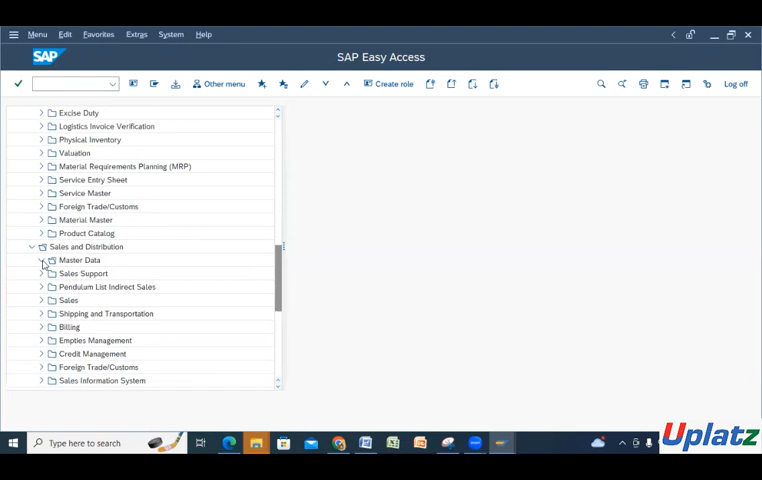 Menu Edit Favorites Extras System Help
SAP SAP Easy Access
Other menu Create role Log off
Excise Duty
Logistics Invoice Verification
Physical Inventory
Valuation
Material Requirements Planning (MRP)
Service Entry Sheet
Service Master
Foreign Trade/Customs
Material Master
Product Catalog
Sales and Distribution
Master Data
Sales Support
Pendulum List Indirect Sales
Sales
Shipping and Transportation
Billing
Empties Management
Credit Management
Foreign Trade/Customs
Sales Information System
Type here to search
Uplatz